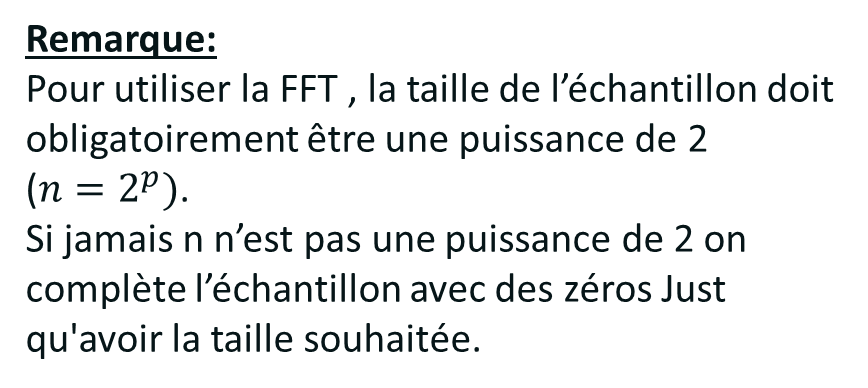 Remarque:
Pour utiliser la FFT , la taille de l’échantillon doit
obligatoirement être une puissance de 2
(𝑛 = 2ᵖ).
Si jamais n n’est pas une puissance de 2 on
complète l’échantillon avec des zéros Just
qu'avoir la taille souhaitée.